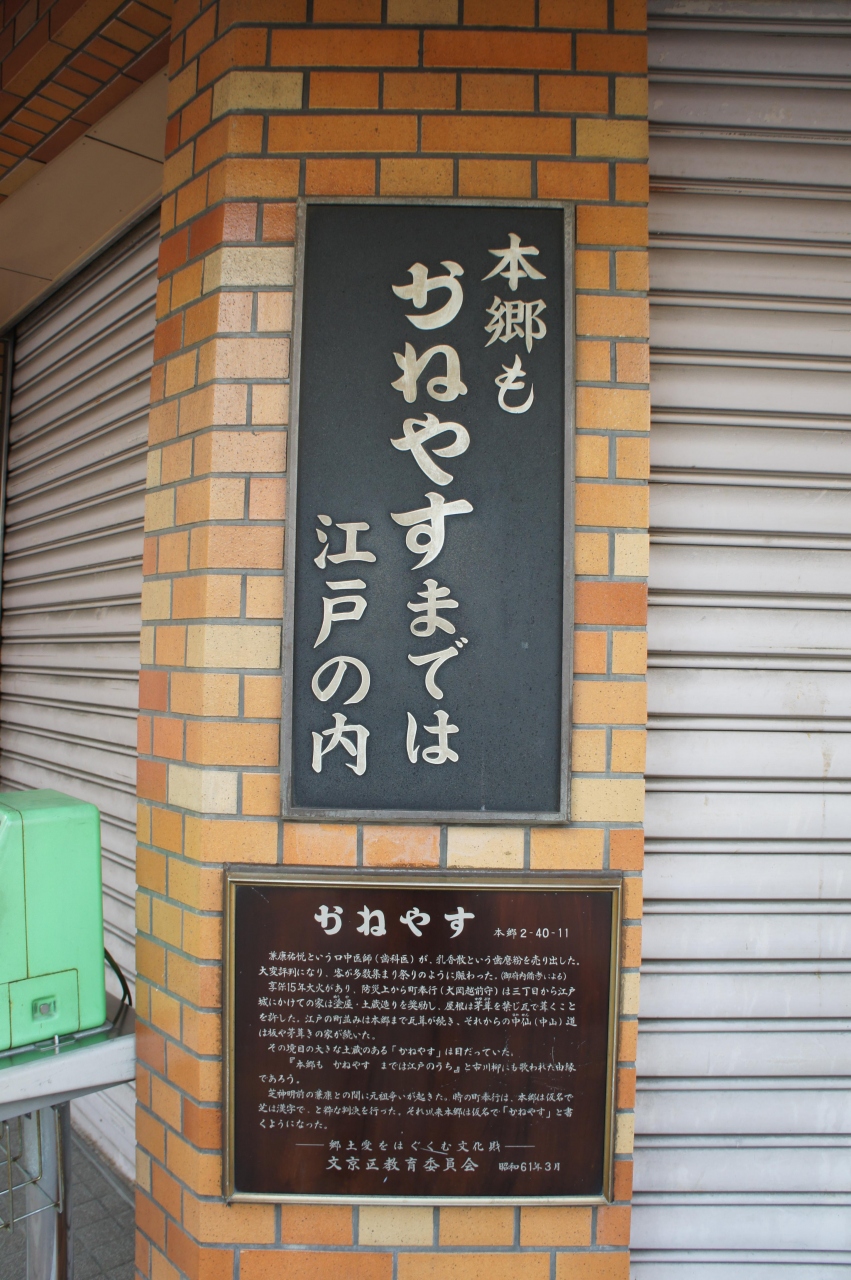 本郷も
かねやすまでは
江戸の内
かねやす 本郷2-40-11
兼康祐悦という口中医師(歯科医)が、乳香散という歯磨粉を売り出した。
大変評判になり、客が多数集まり祭りのように賑わった。(御府内備考による)
享保15年大火があり、防災上から町奉行(大岡越前守)は三丁目から江戸
城にかけての家は塗屋・土蔵造りを奨励し、屋根は茅葺を禁じ瓦で葺くこと
を許した。江戸の町並みは本郷まで瓦葺が続き、それからの中仙(中山)道
は板や茅葺きの家が続いた。
その境目の大きな土蔵のある「かねやす」は目だっていた。
『本郷も かねやす までは江戸のうち』と古川柳にも歌われた由縁
であろう。
芝神明前の兼康との間に元祖争いが起きた。時の町奉行は、本郷は仮名で
芝は漢字で、と粋な判決を行った。それ以来本郷は仮名で「かねやす」と書
くようになった。
―郷土愛をはぐくむ文化財―
文京区教育委員会 昭和61年3月